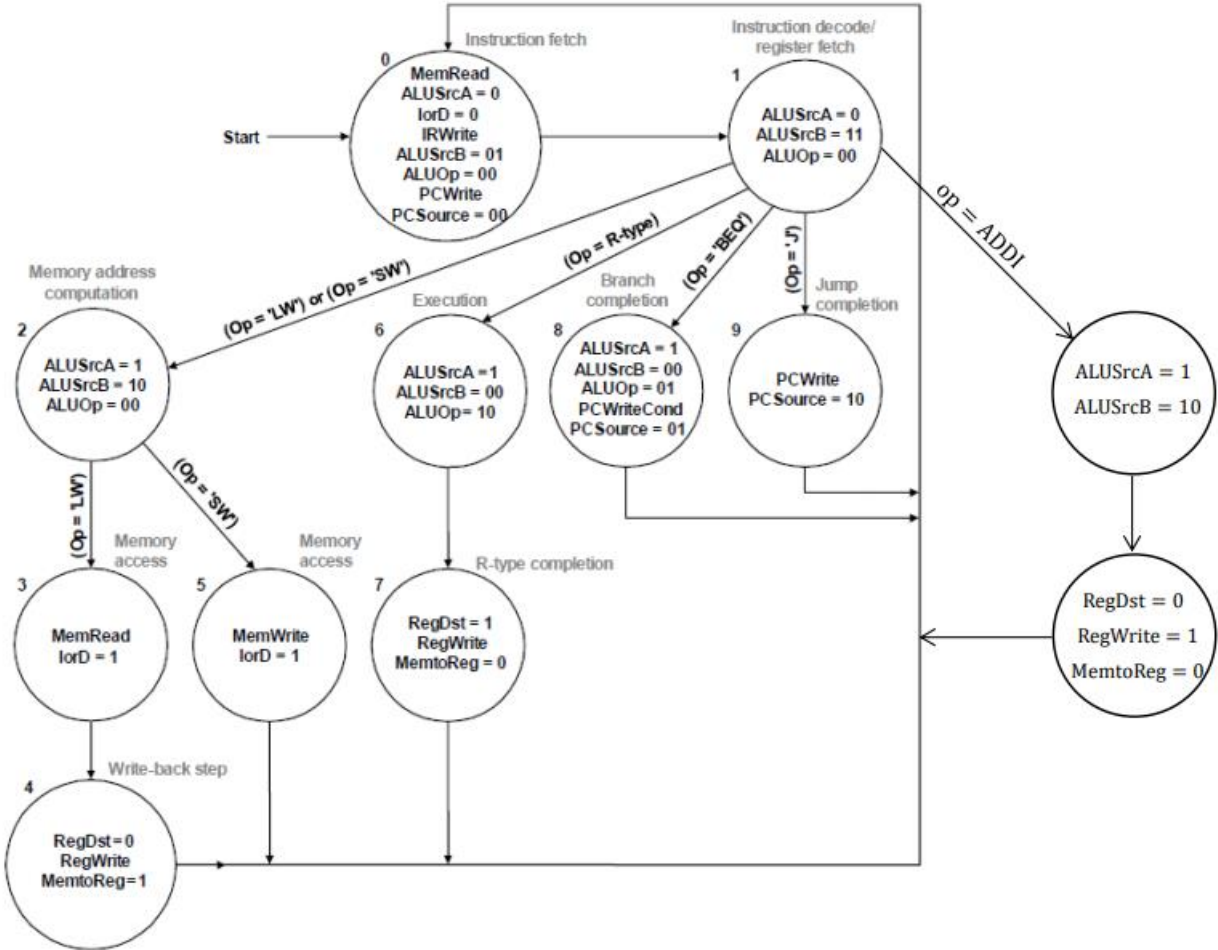 Instruction fetch
0
MemRead
ALUSrcA = 0
IorD = 0
IRWrite
ALUSrcB = 01
ALUOp = 00
PCWrite
PCSource = 00
Start
Instruction decode/
register fetch
1
ALUSrcA = 0
ALUSrcB = 11
ALUOp = 00
(Op = 'LW') or (Op = 'SW')
(Op = R-type)
(Op = 'BEQ')
(Op = 'J')
op = ADDI
Memory address
computation
2
ALUSrcA = 1
ALUSrcB = 10
ALUOp = 00
Execution
6
ALUSrcA =1
ALUSrcB = 00
ALUOp= 10
Branch
completion
8
ALUSrcA = 1
ALUSrcB = 00
ALUOp = 01
PCWriteCond
PCSource = 01
Jump
completion
9
PCWrite
PCSource = 10
ALUSrcA = 1
ALUSrcB = 10
(Op = 'LW')
(Op = 'SW')
Memory
access
3
MemRead
IorD = 1
Memory
access
5
MemWrite
IorD = 1
R-type completion
7
RegDst = 1
RegWrite
MemtoReg = 0
RegDst = 0
RegWrite = 1
MemtoReg = 0
Write-back step
4
RegDst=0
RegWrite
MemtoReg=1